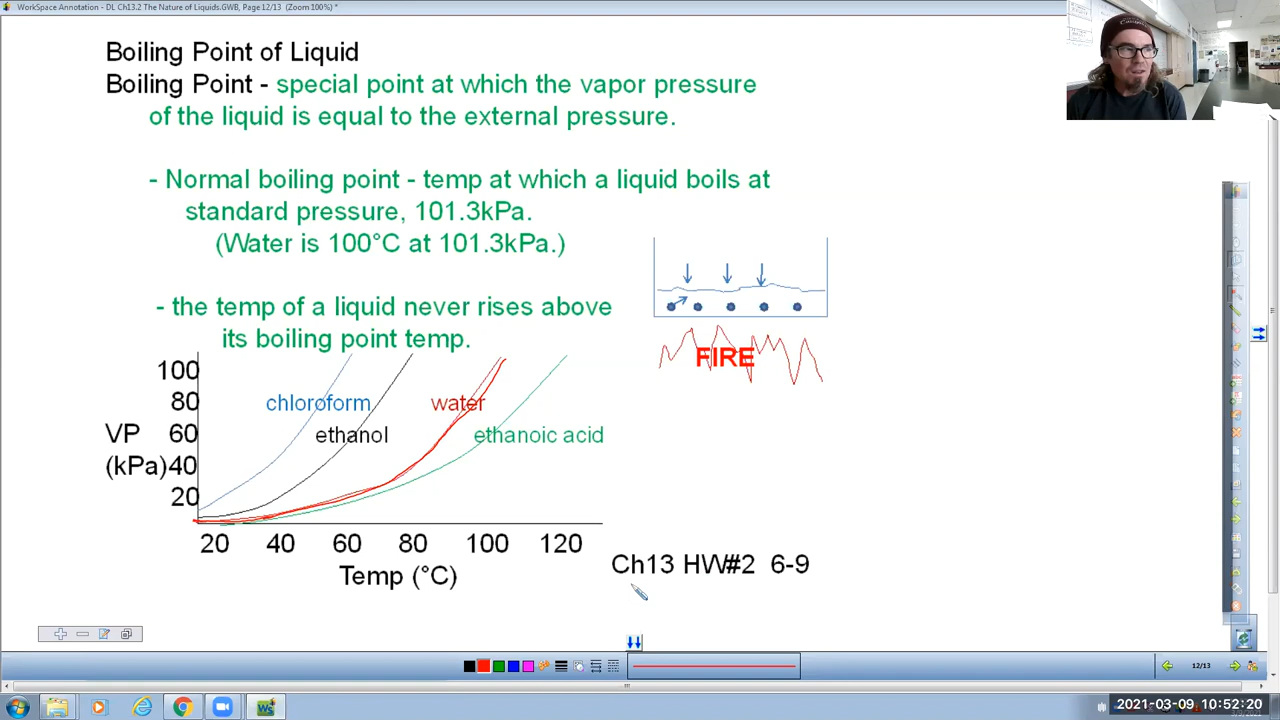 WorkSpace Annotation - DL Ch13.2 The Nature of Liquids.GWB, Page:12/13 (Zoom:100%) *
Boiling Point of Liquid
Boiling Point - special point at which the vapor pressure
of the liquid is equal to the external pressure.
- Normal boiling point - temp at which a liquid boils at
standard pressure, 101.3kPa.
(Water is 100°C at 101.3kPa.)
- the temp of a liquid never rises above
its boiling point temp.
FIRE
100
80
60
40
20
VP
(kPa)
chloroform
water
ethanol
ethanoic acid
20 40 60 80 100 120
Temp (°C)
Ch13 HW#2 6-9
12/13
2021-03-09 10:52:20